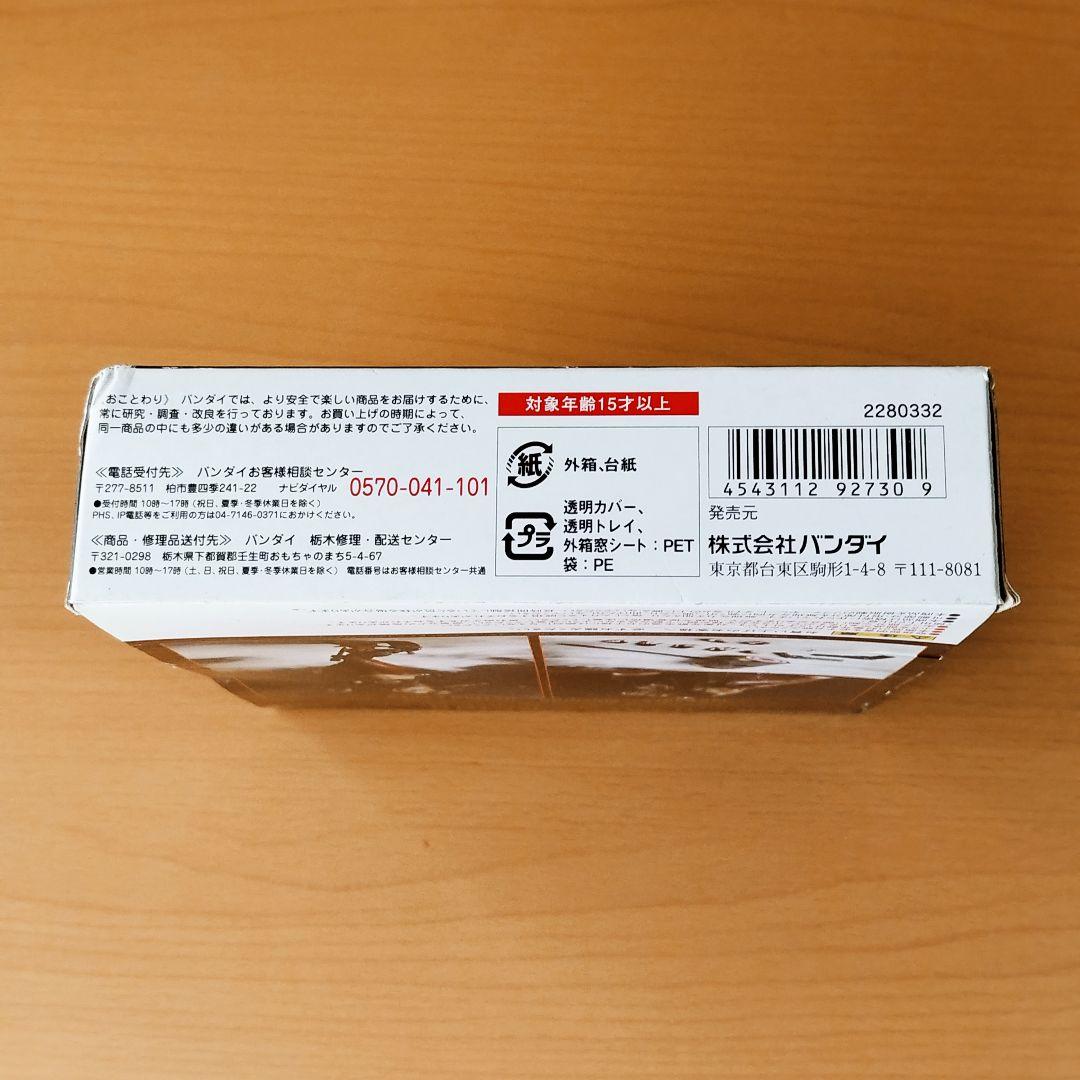 《おことわり》 バンダイでは、より安全で楽しい商品をお届けするために、
常に研究・調査・改良を行っております。お買い上げの時期によって、
同一商品の中にも多少の違いがある場合がありますのでご了承ください。
≪電話受付先≫ バンダイお客様相談センター
〒277-8511 柏市豊四季241-22 ナビダイヤル 0570-041-101
●受付時間 10時〜17時(祝日、夏季・冬季休業日を除く)
PHS、IP電話等をご利用の方は04-7146-0371におかけください。
≪商品・修理品送付先≫ バンダイ 栃木修理・配送センター
〒321-0298 栃木県下都賀郡壬生町おもちゃのまち5-4-67
●営業時間 10時〜17時(土、日、祝日、夏季・冬季休業日を除く) 電話番号はお客様相談センター共通
対象年齢15才以上
紙 外箱、台紙
プラ
透明カバー、
透明トレイ、
外箱窓シート:PET
袋:PE
2280332
4543112 92730 9
発売元
株式会社バンダイ
東京都台東区駒形1-4-8 〒111-8081